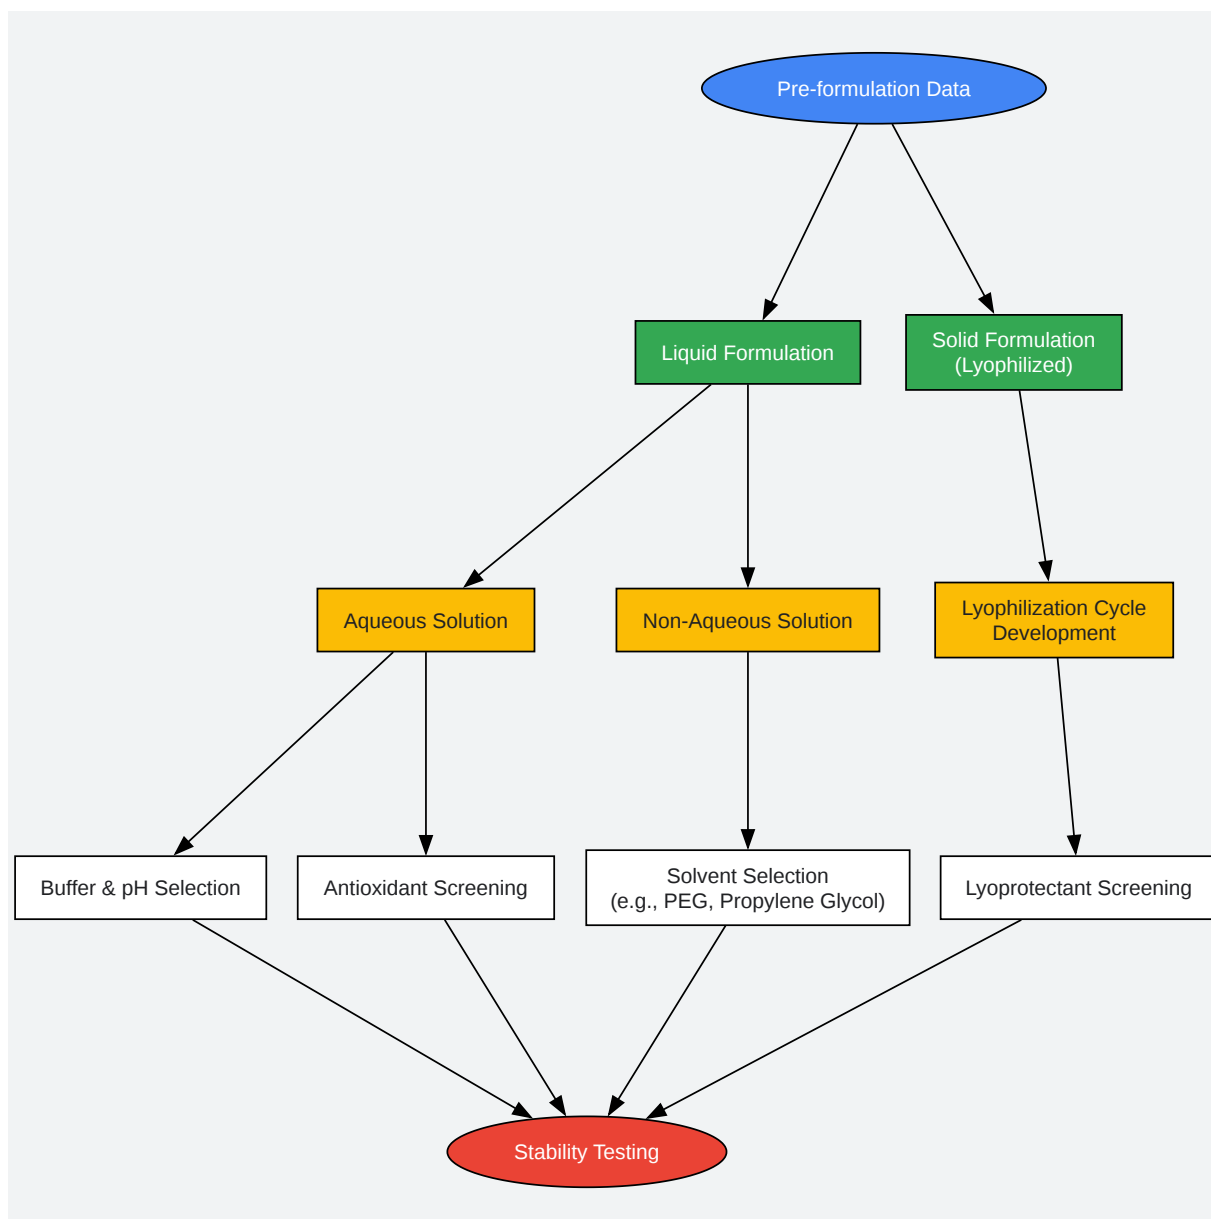 Pre-formulation Data
Liquid Formulation
Solid Formulation
(Lyophilized)
Aqueous Solution
Non-Aqueous Solution
Lyophilization Cycle
Development
Buffer & pH Selection
Antioxidant Screening
Solvent Selection
(e.g., PEG, Propylene Glycol)
Lyoprotectant Screening
Stability Testing